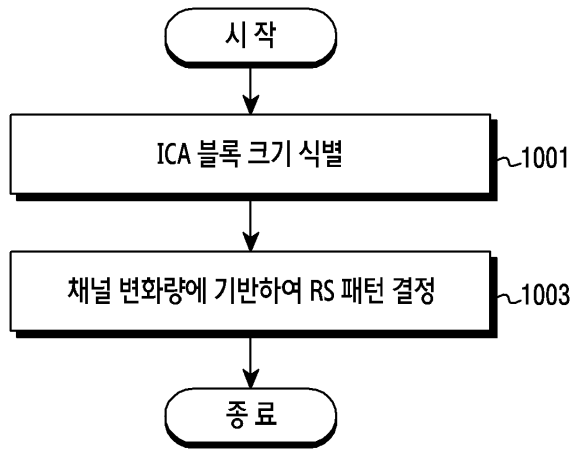 시 작
ICA 블록 크기 식별
1001
채널 변화량에 기반하여 RS 패턴 결정
1003
종 료